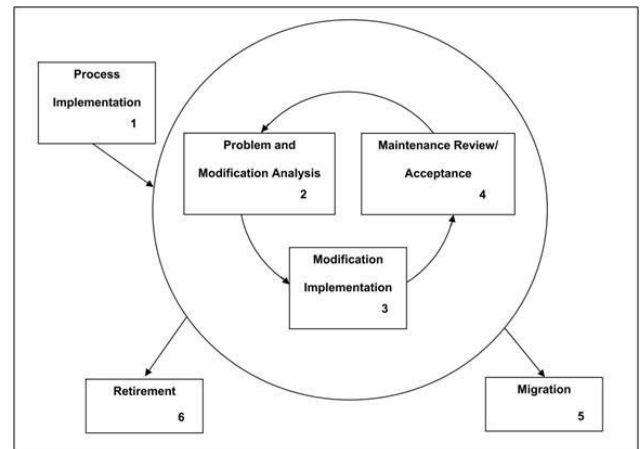 Process
Implementation
1
Problem and
Modification Analysis
2
Maintenance Review/
Acceptance
4
Modification
Implementation
3
Retirement
6
Migration
5